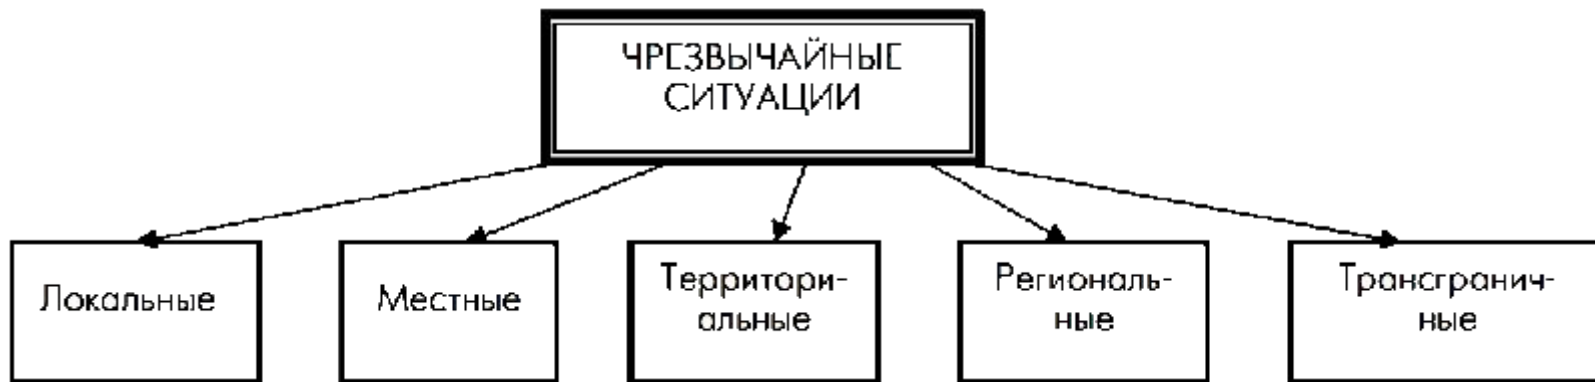 ЧРЕЗВЫЧАЙНЫЕ
СИТУАЦИИ
Локальные
Местные
Территори-
альные
Региональ-
ные
Трансгранич-
ные